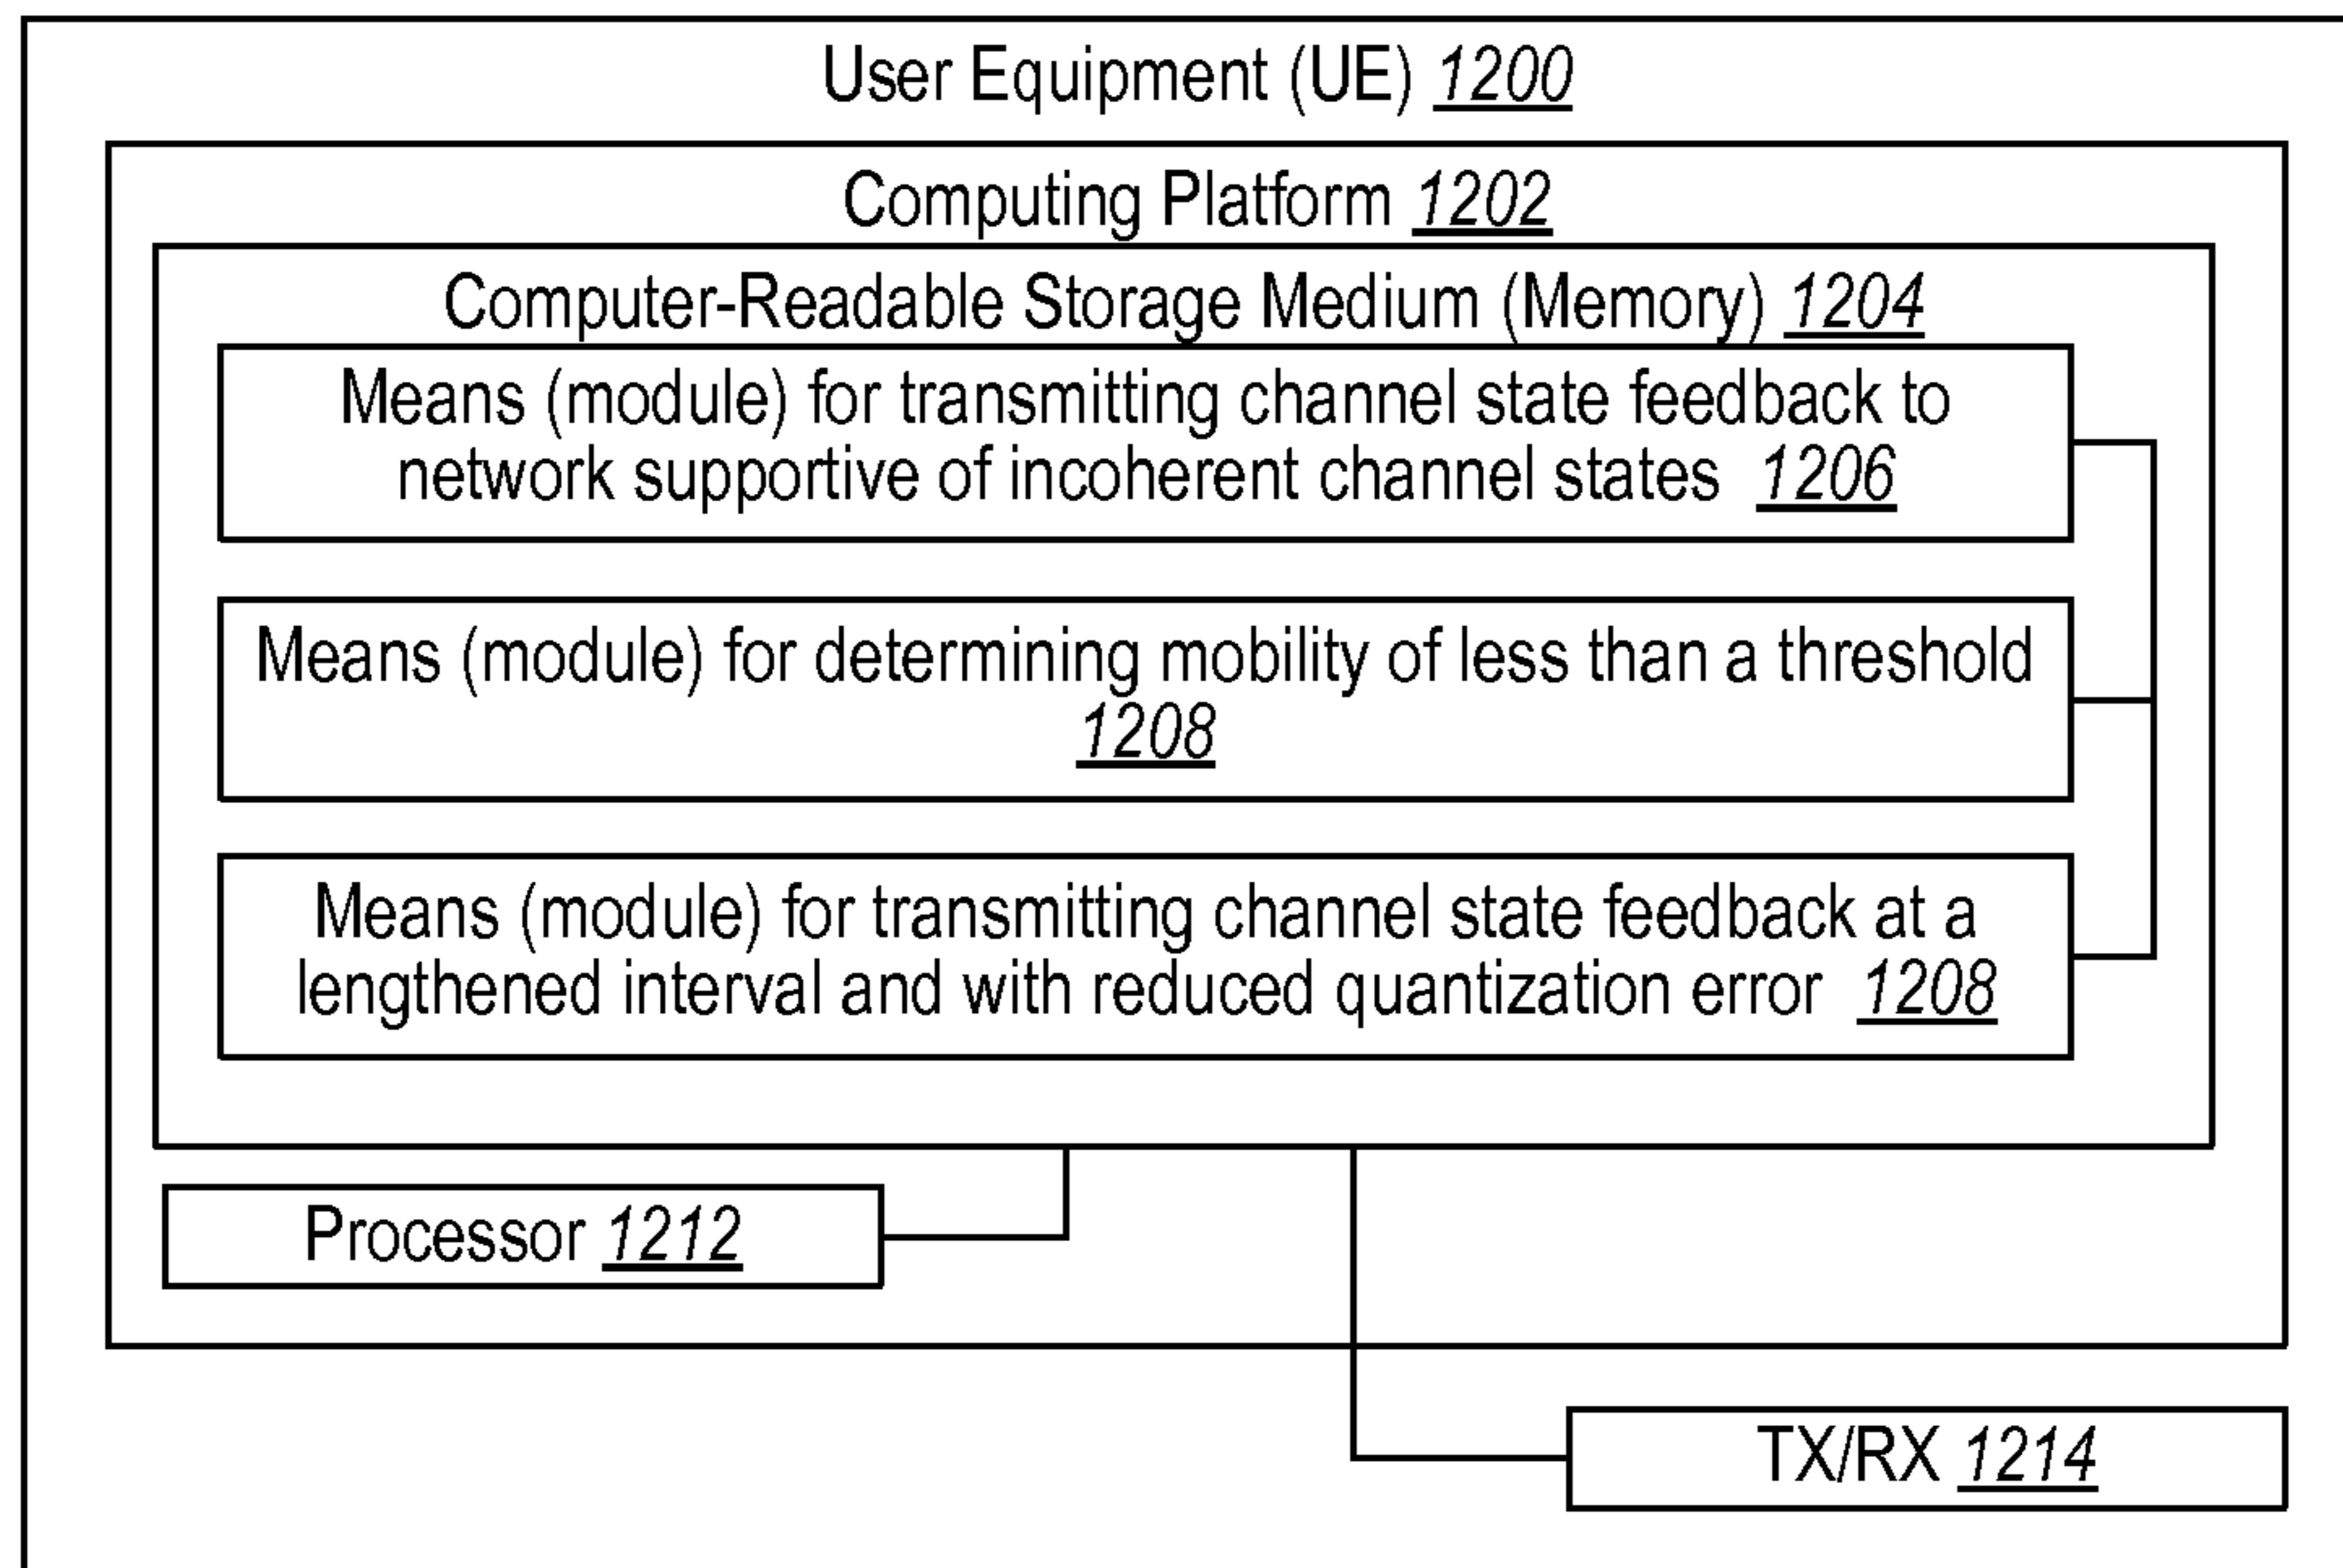 User Equipment (UE) 1200
Computing Platform 1202
Computer-Readable Storage Medium (Memory) 1204
Means (module) for transmitting channel state feedback to
network supportive of incoherent channel states 1206
Means (module) for determining mobility of less than a threshold
1208
Means (module) for transmitting channel state feedback at a
lengthened interval and with reduced quantization error 1208
Processor 1212
TX/RX 1214